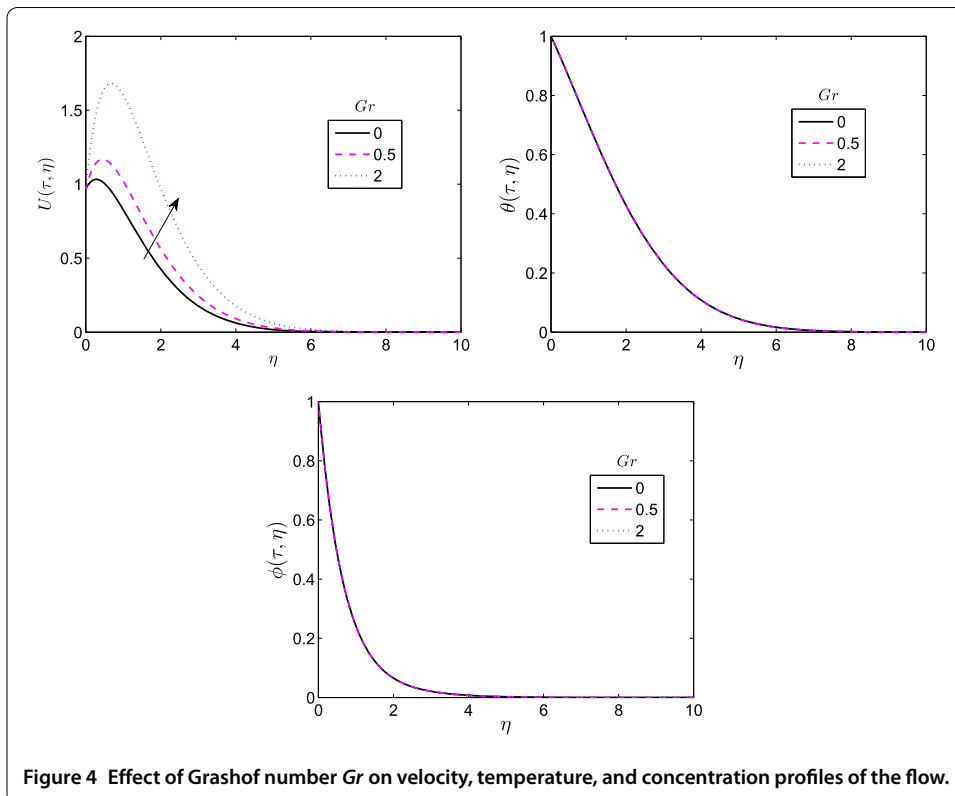 2
1.5
1
0.5
0
0 2 4 6 8 10
U(τ, η)
η
Gr
0
0.5
2
1
0.8
0.6
0.4
0.2
0
0 2 4 6 8 10
θ(τ, η)
η
Gr
0
0.5
2
1
0.8
0.6
0.4
0.2
0
0 2 4 6 8 10
ϕ(τ, η)
η
Gr
0
0.5
2
Figure 4 Effect of Grashof number Gr on velocity, temperature, and concentration profiles of the flow.